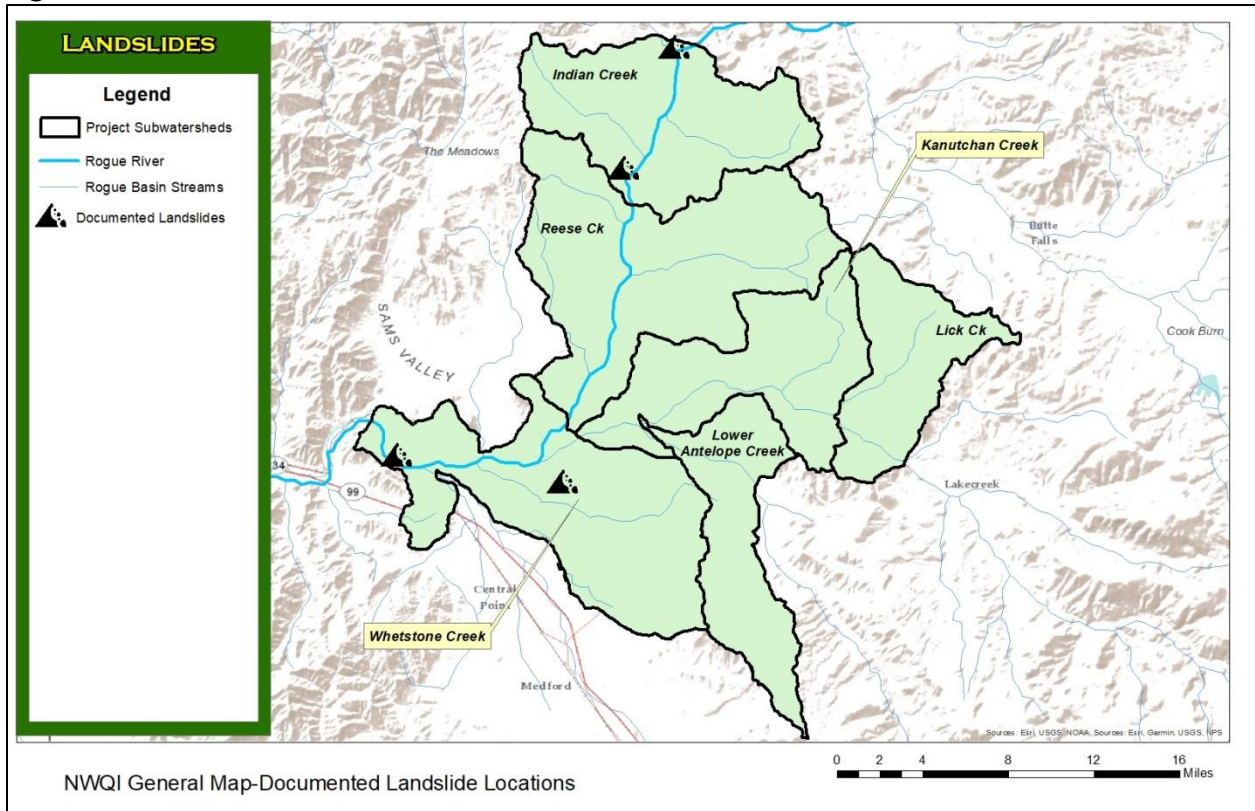 LANDSLIDES
Legend
Project Subwatersheds
Rogue River
Rogue Basin Streams
Documented Landslides
Indian Creek
The Meadows
Kanutchan Creek
Reese Ck
Butte
Falls
SAMS VALLEY
Lick Ck
Cook Burn
Lower
Antelope Creek
34
99
Lakecreek
Central
Point
Whetstone Creek
Medford
Sources: Esri, USGS, NOAA, Sources: Esri, Garmin, USGS, NPS
NWQI General Map-Documented Landslide Locations
0 2 4 8 12 16
Miles